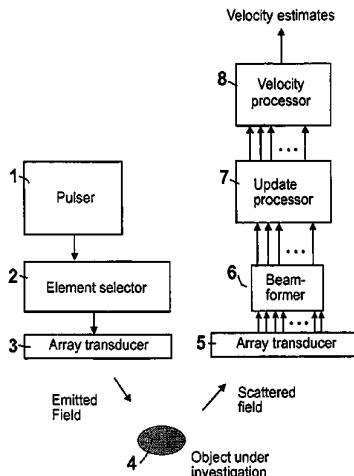 Velocity estimates
8
Velocity
processor
1
Pulser
7
Update
processor
2
Element selector
6
Beam-
former
3
Array transducer
5
Array transducer
Emitted
Field
Scattered
field
4
Object under
investigation